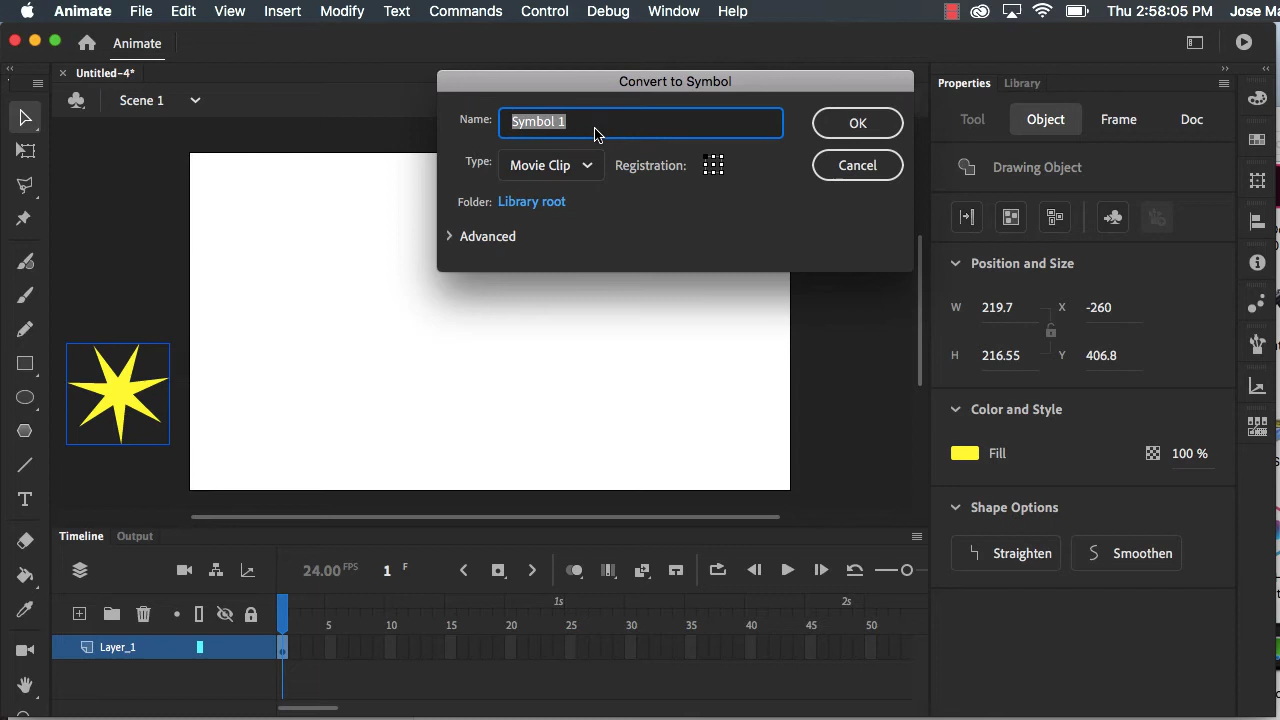 Animate File Edit View Insert Modify Text Commands Control Debug Window Help Thu 2:58:05 PM Jose Ma
Animate
Untitled-4*
Scene 1
Convert to Symbol
Name: Symbol 1 OK
Type: Movie Clip Registration: Cancel
Folder: Library root
Advanced
Properties Library
Tool Object Frame Doc
Drawing Object
Position and Size
W 219.7 X -260
H 216.55 Y 406.8
Color and Style
Fill 100 %
Shape Options
Straighten Smoothen
Timeline Output
24.00 FPS 1 F
1s 2s
5 10 15 20 25 30 35 40 45 50
Layer_1